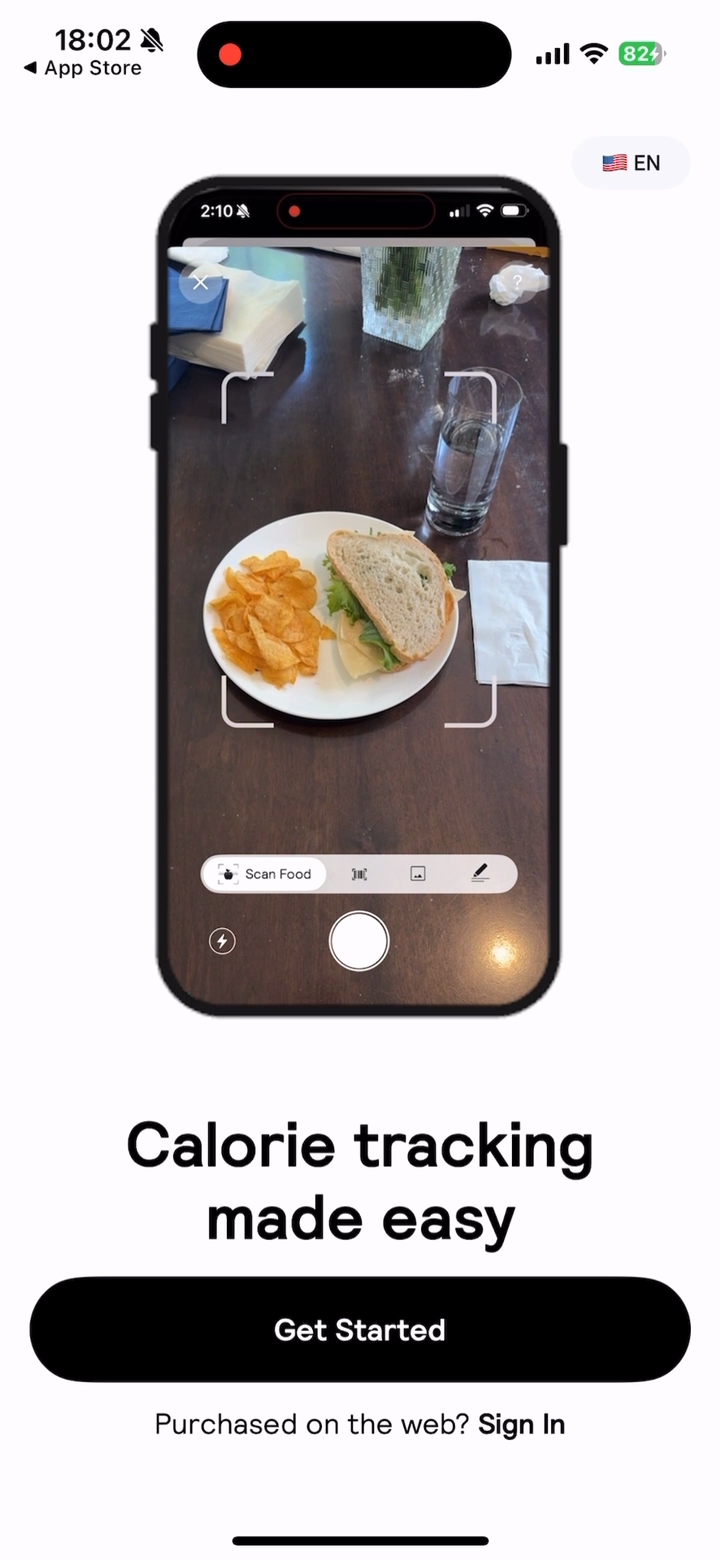 18:02
◀ App Store
82
🇺🇸 EN
2:10
?
Scan Food
Calorie tracking
made easy
Get Started
Purchased on the web? Sign In